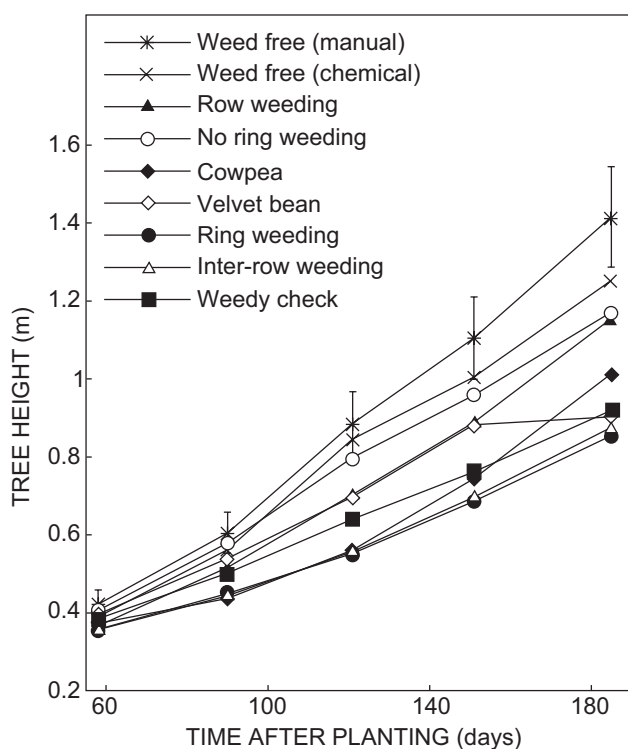 Weed free (manual)
Weed free (chemical)
Row weeding
No ring weeding
Cowpea
Velvet bean
Ring weeding
Inter-row weeding
Weedy check
1.6
1.4
1.2
1
0.8
0.6
0.4
0.2
TREE HEIGHT (m)
60
100
140
180
TIME AFTER PLANTING (days)